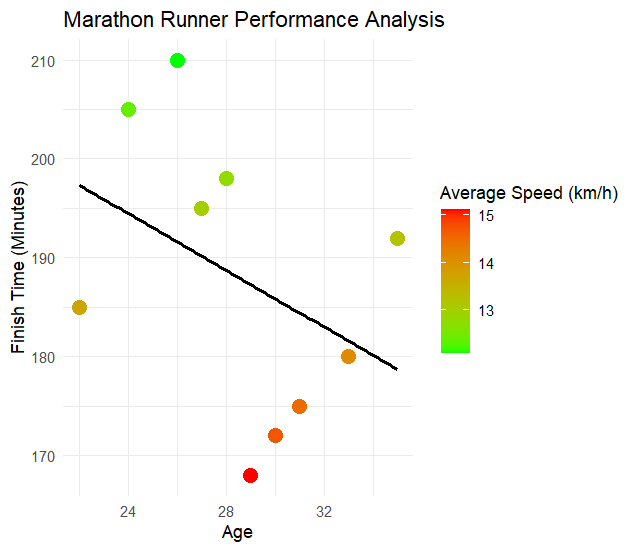 Marathon Runner Performance Analysis
210
200
190
180
170
Finish Time (Minutes)
24 28 32
Age
Average Speed (km/h)
15
14
13